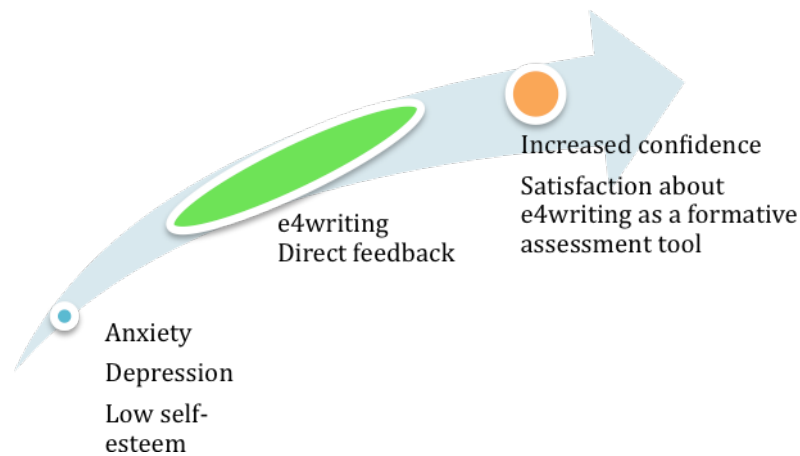 Increased confidence
Satisfaction about
e4writing as a formative
assessment tool
e4writing
Direct feedback
Anxiety
Depression
Low self-
esteem